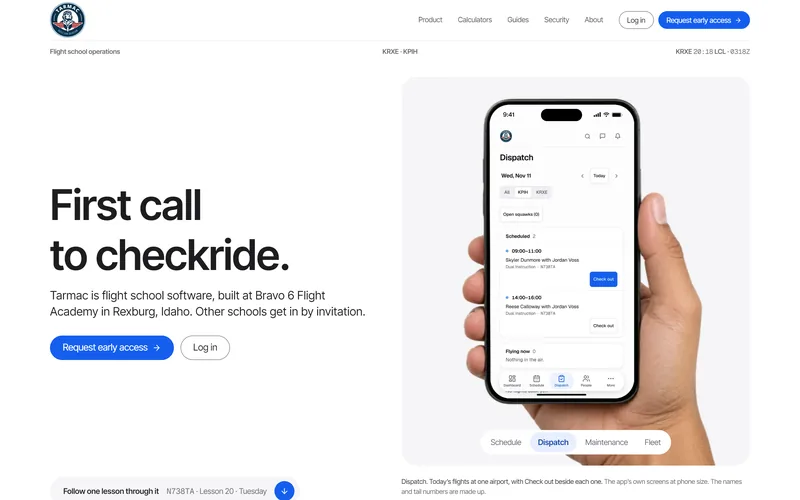 TARMAC
Product Calculators Guides Security About Log in Request early access →
Flight school operations KRXE · KPIH KRXE 20:18 LCL · 0318Z
First call
to checkride.
Tarmac is flight school software, built at Bravo 6 Flight
Academy in Rexburg, Idaho. Other schools get in by invitation.
Request early access → Log in
9:41
Dispatch
Wed, Nov 11 ‹ Today ›
All KPIH KRXE
Open squawks (0)
Scheduled 2
09:00–11:00
Skyler Dunmore with Jordan Voss
Dual Instruction · N738TA
Check out
14:00–16:00
Reese Calloway with Jordan Voss
Dual Instruction · N738TA
Check out
Flying now 0
Nothing in the air.
Dashboard Schedule Dispatch People More
Schedule Dispatch Maintenance Fleet
Follow one lesson through it N738TA · Lesson 20 · Tuesday ↓
Dispatch. Today's flights at one airport, with Check out beside each one. The app's own screens at phone size. The names
and tail numbers are made up.